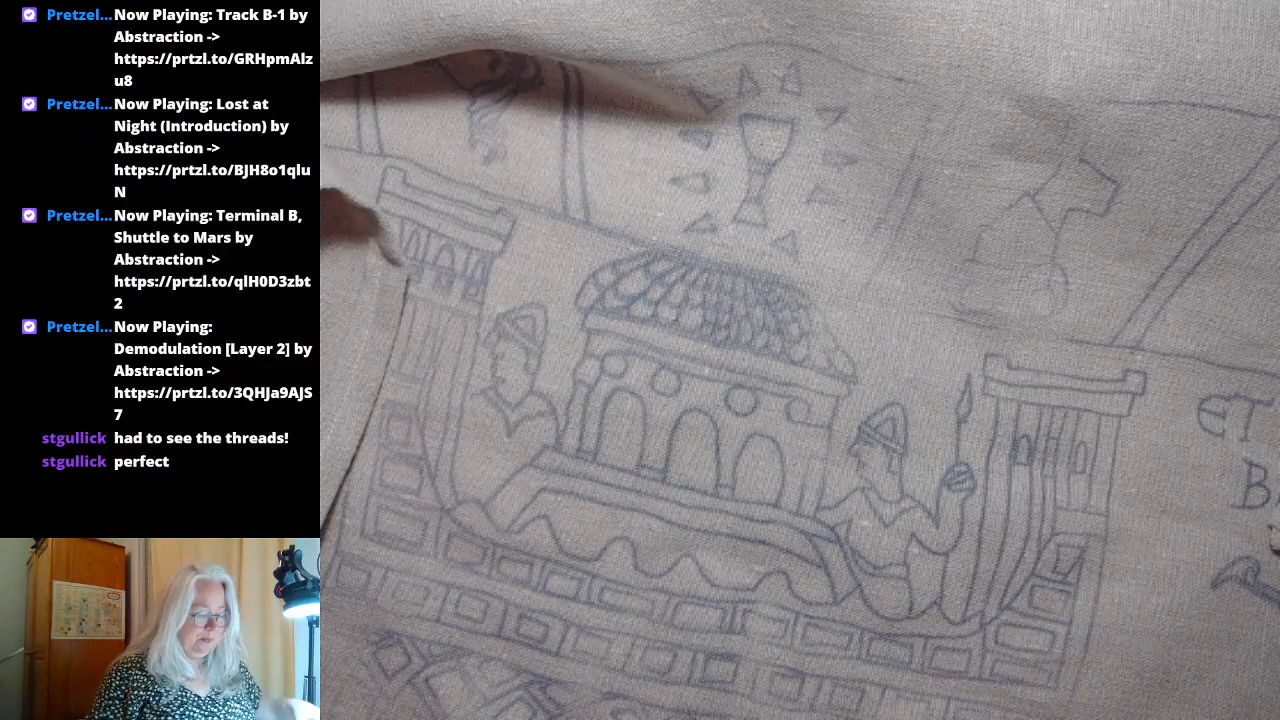 Pretzel... Now Playing: Track B-1 by
Abstraction ->
https://prtzl.to/GRHpmAlz
u8
Pretzel... Now Playing: Lost at
Night (Introduction) by
Abstraction ->
https://prtzl.to/BJH8o1qlu
N
Pretzel... Now Playing: Terminal B,
Shuttle to Mars by
Abstraction ->
https://prtzl.to/qlH0D3zbt
2
Pretzel... Now Playing:
Demodulation [Layer 2] by
Abstraction ->
https://prtzl.to/3QHJa9AJS
7
stgullick had to see the threads!
stgullick perfect
ET
B